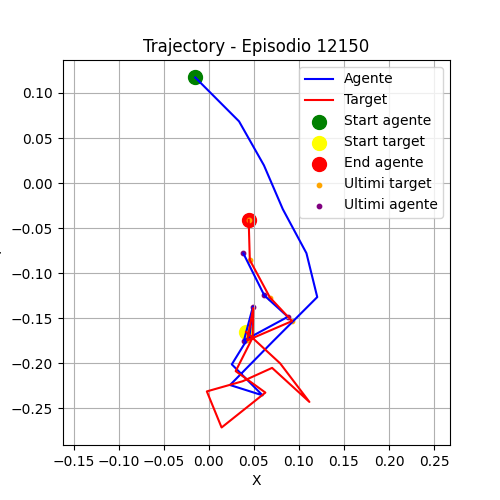 Trajectory - Episodio 12150
Agente
Target
Start agente
Start target
End agente
Ultimi target
Ultimi agente
0.10
0.05
0.00
−0.05
−0.10
−0.15
−0.20
−0.25
−0.15 −0.10 −0.05 0.00 0.05 0.10 0.15 0.20 0.25
X